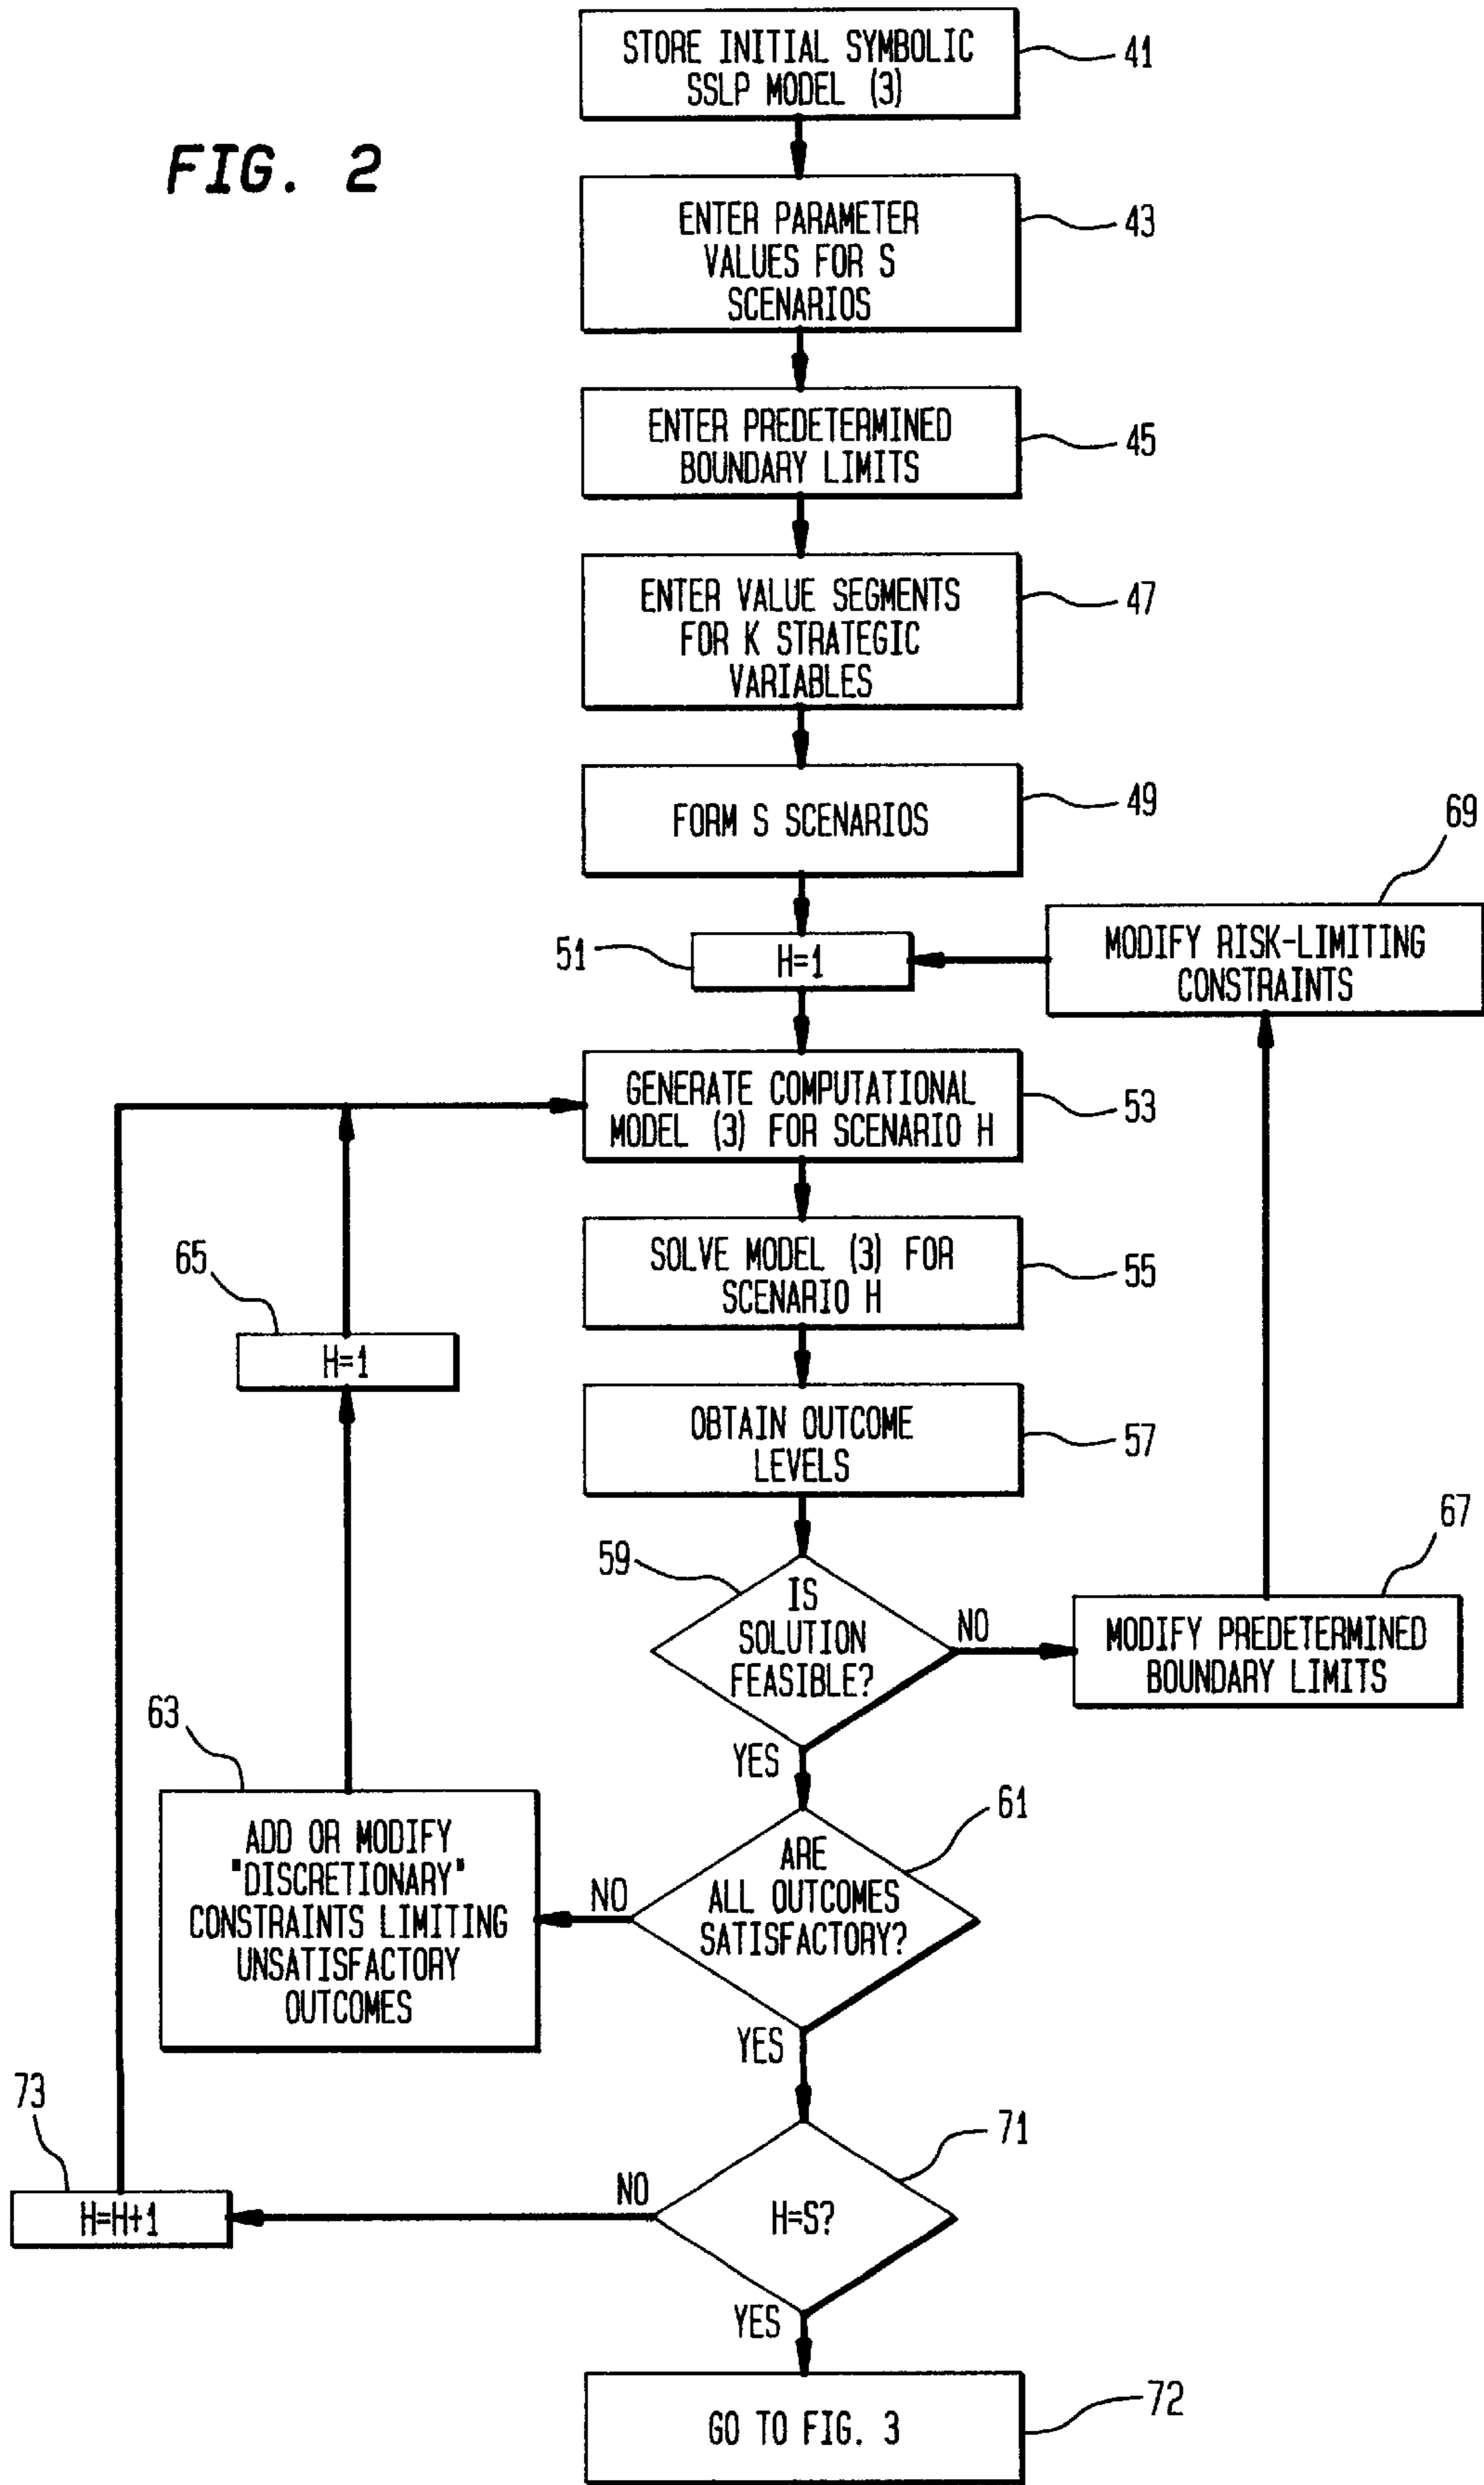 FIG. 2
STORE INITIAL SYMBOLIC
SSLP MODEL (3)
41
ENTER PARAMETER
VALUES FOR S
SCENARIOS
43
ENTER PREDETERMINED
BOUNDARY LIMITS
45
ENTER VALUE SEGMENTS
FOR K STRATEGIC
VARIABLES
47
FORM S SCENARIOS
49
69
MODIFY RISK-LIMITING
CONSTRAINTS
51
H=1
GENERATE COMPUTATIONAL
MODEL (3) FOR SCENARIO H
53
SOLVE MODEL (3) FOR
SCENARIO H
55
65
H=1
OBTAIN OUTCOME
LEVELS
57
59
IS
SOLUTION
FEASIBLE?
NO
67
MODIFY PREDETERMINED
BOUNDARY LIMITS
YES
63
ADD OR MODIFY
"DISCRETIONARY"
CONSTRAINTS LIMITING
UNSATISFACTORY
OUTCOMES
61
ARE
ALL OUTCOMES
SATISFACTORY?
NO
YES
73
H=H+1
71
H=S?
NO
YES
GO TO FIG. 3
72